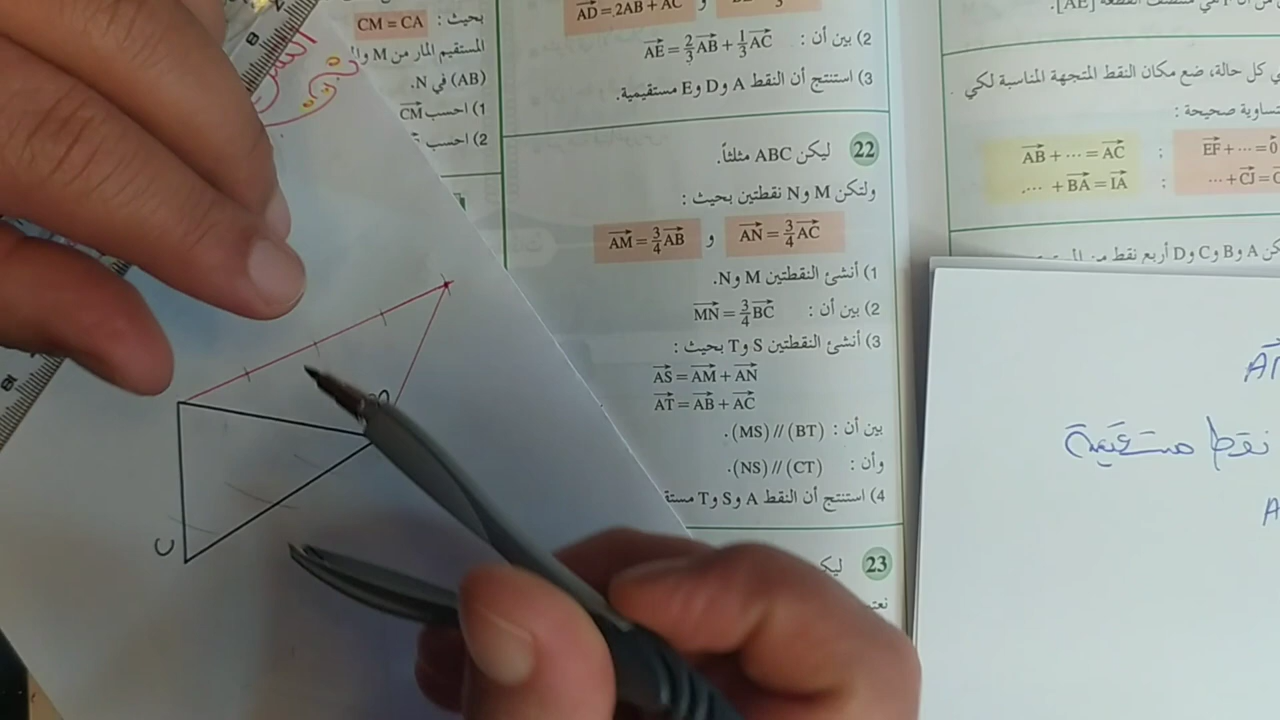 بحيث : CM = CA
المستقيم المار من M
(AB) في N.
1) احسب CM
2) احسب
AD = 2AB + AC و
2) بين أن : AE = 2/3 AB + 1/3 AC
3) استنتج أن النقط A و D و E مستقيمية.
22 ليكن ABC مثلثاً.
ولتكن M و N نقطتين بحيث :
AM = 3/4 AB و AN = 3/4 AC
1) أنشئ النقطتين M و N.
2) بين أن : MN = 3/4 BC
3) أنشئ النقطتين S و T بحيث :
AS = AM + AN
AT = AB + AC
بين أن : (MS) // (BT).
وأن : (NS) // (CT).
4) استنتج أن النقط A و S و T
23
في كل حالة، ضع مكان النقط المتجهة المناسبة لكي
صحيحة :
EF + ... = 0 ; AB + ... = AC
... + CJ = ; ... + BA = IA
A و B و C و D أربع نقط من
نقط مستقيمية
A
C
B
8